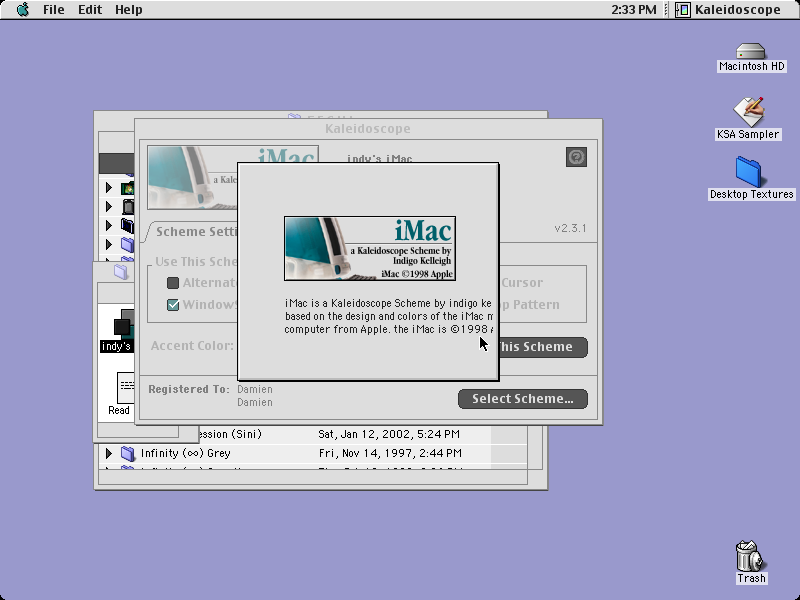 File Edit Help
2:33 PM
Kaleidoscope
Macintosh HD
KSA Sampler
Desktop Textures
Kaleidoscope
iMac
indy's iMac
a Kale
v2.3.1
Scheme Setti
Use This Sche
Alternat
Window
Cursor
p Pattern
Accent Color:
This Scheme
Registered To: Damien
Damien
Select Scheme...
iMac
a Kaleidoscope Scheme by
Indigo Kelleigh
iMac ©1998 Apple
iMac is a Kaleidoscope Scheme by indigo ke
based on the design and colors of the iMac
computer from Apple. the iMac is ©1998
indy's
Read
ession (Sini) Sat, Jan 12, 2002, 5:24 PM
Infinity (∞) Grey Fri, Nov 14, 1997, 2:44 PM
Trash